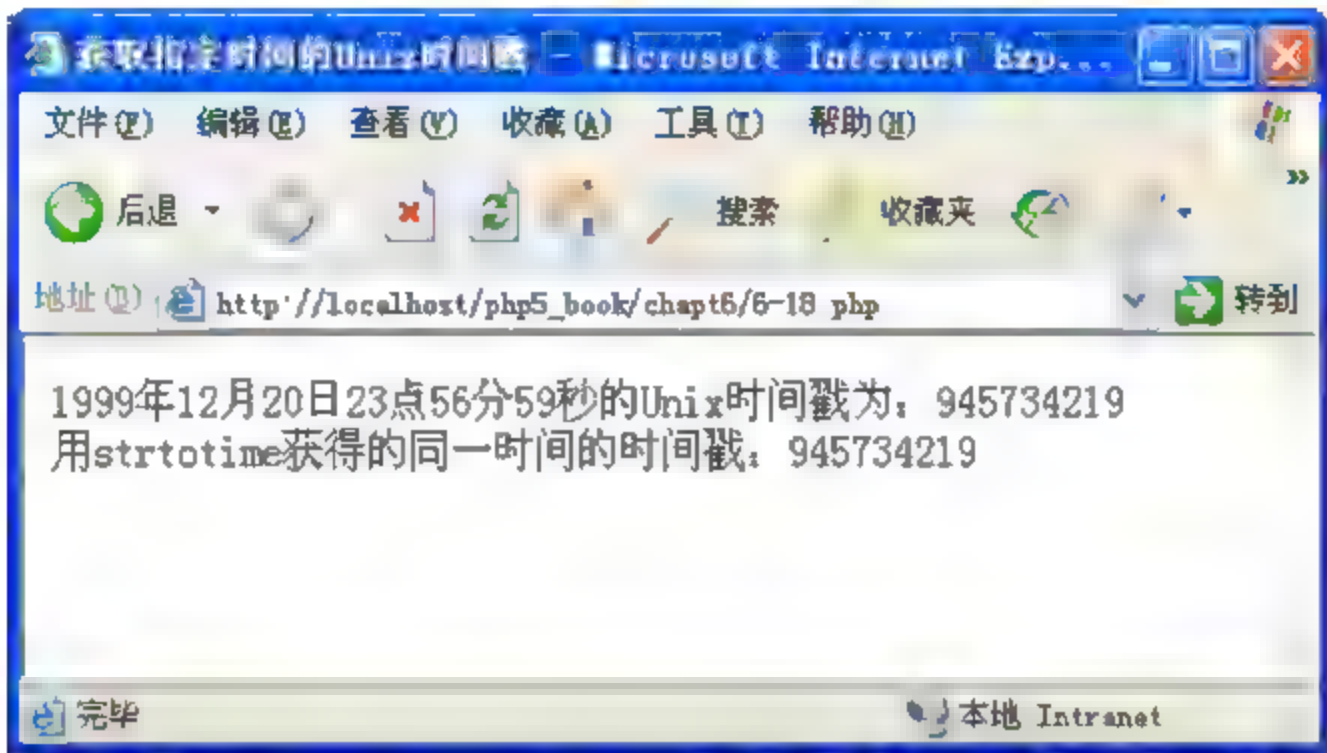 获取指定时间的Unix时间戳 - Microsoft Internet Exp...
文件(F) 编辑(E) 查看(V) 收藏(A) 工具(T) 帮助(H)
后退 搜索 收藏夹 »
地址(D) http://localhost/php5_book/chapt6/6-18 php 转到
1999年12月20日23点56分59秒的Unix时间戳为：945734219
用strtotime获得的同一时间的时间戳：945734219
完毕 本地 Intranet